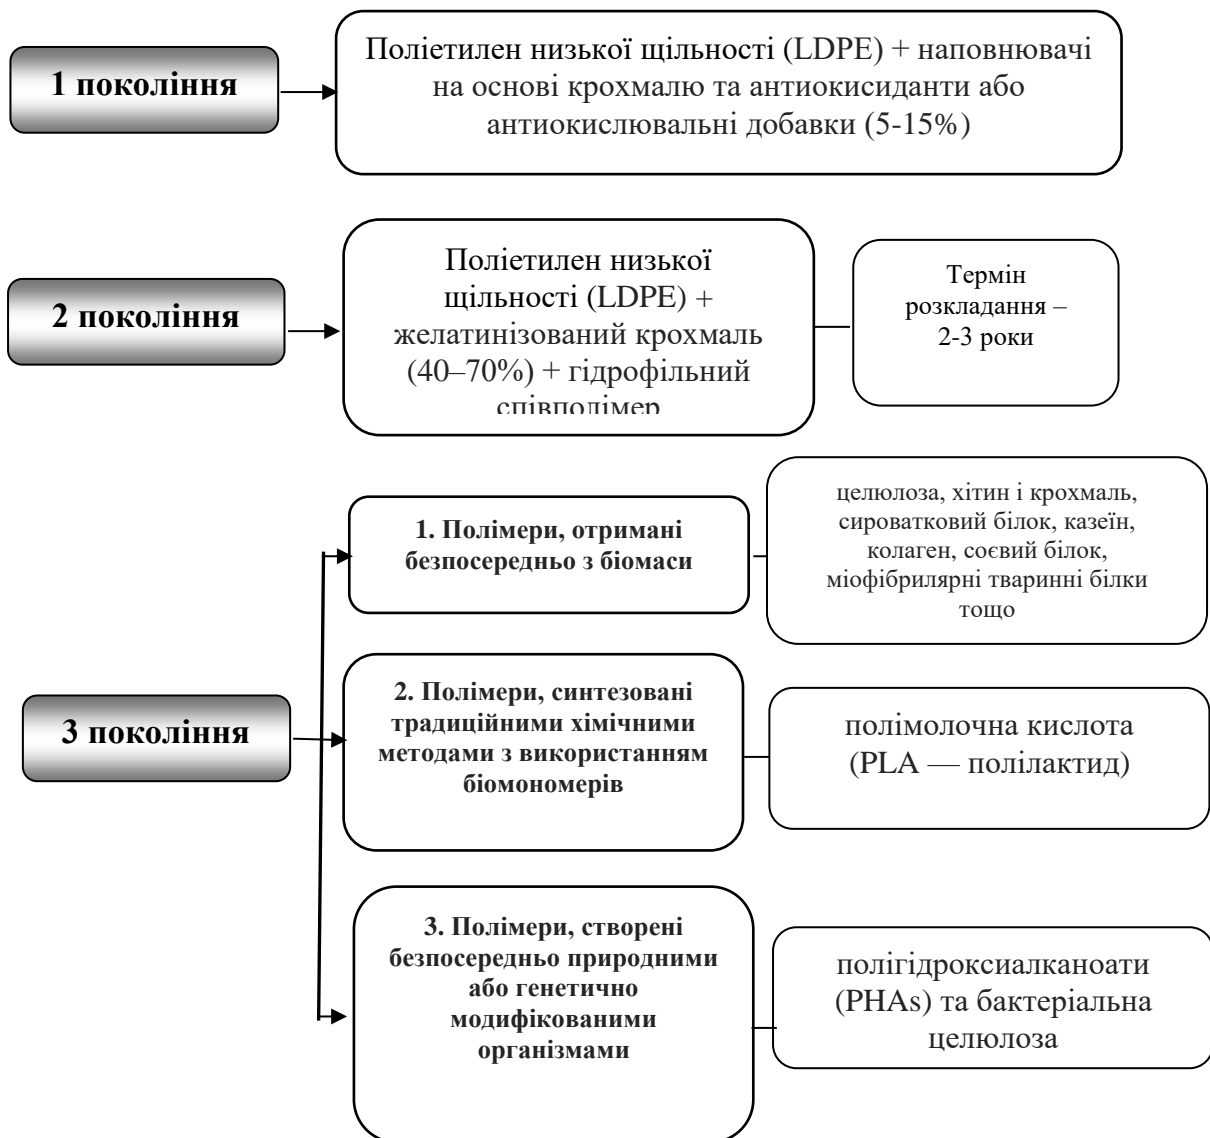 1 покоління
Поліетилен низької щільності (LDPE) + наповнювачі
на основі крохмалю та антиокисиданти або
антиокислювальні добавки (5-15%)
2 покоління
Поліетилен низької
щільності (LDPE) +
желатинізований крохмаль
(40–70%) + гідрофільний
співполімер
Термін
розкладання –
2-3 роки
3 покоління
1. Полімери, отримані
безпосередньо з біомаси
целюлоза, хітин і крохмаль,
сироватковий білок, казеїн,
колаген, соєвий білок,
міофібрилярні тваринні білки
тощо
2. Полімери, синтезовані
традиційними хімічними
методами з використанням
біомономерів
полімолочна кислота
(PLA — полілактид)
3. Полімери, створені
безпосередньо природними
або генетично
модифікованими
організмами
полігідроксиалканоати
(PHAs) та бактеріальна
целюлоза